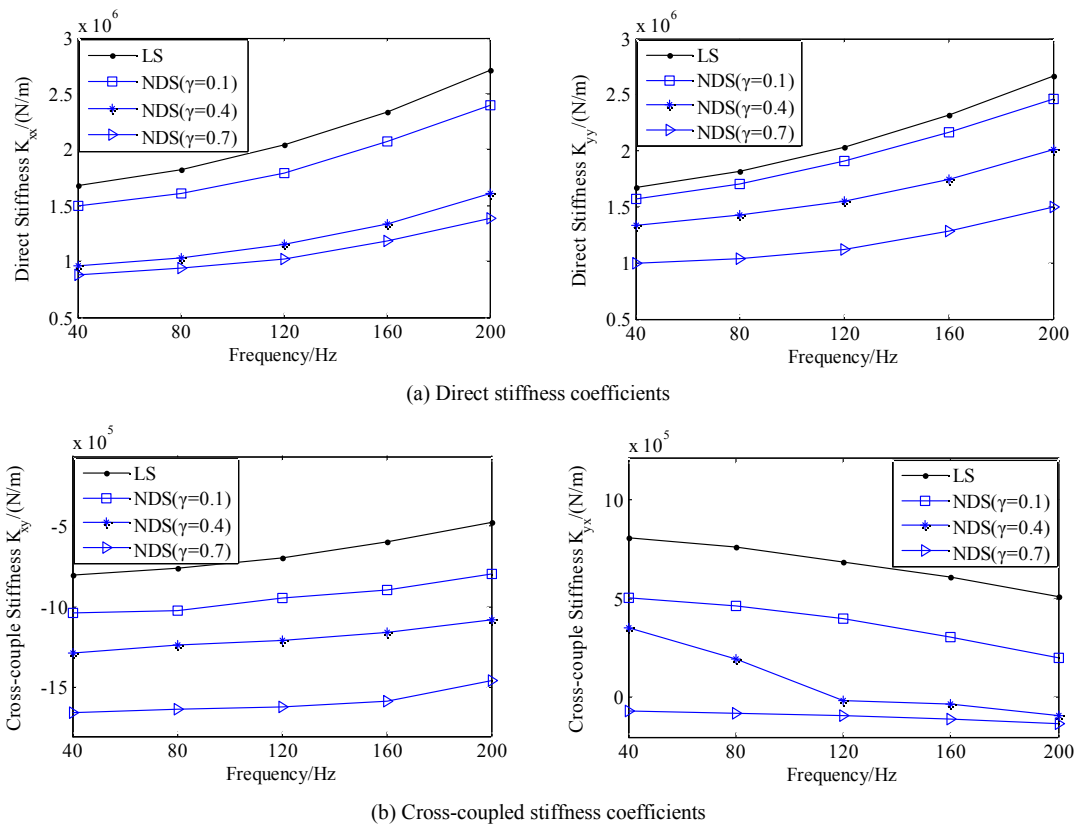 x 10^6
3
2.5
2
1.5
1
0.5
Direct Stiffness K_xx/(N/m)
LS
NDS(γ=0.1)
NDS(γ=0.4)
NDS(γ=0.7)
40 80 120 160 200
Frequency/Hz
x 10^6
3
2.5
2
1.5
1
0.5
Direct Stiffness K_yy/(N/m)
LS
NDS(γ=0.1)
NDS(γ=0.4)
NDS(γ=0.7)
40 80 120 160 200
Frequency/Hz
(a) Direct stiffness coefficients
x 10^5
-5
-10
-15
Cross-couple Stiffness K_xy/(N/m)
LS
NDS(γ=0.1)
NDS(γ=0.4)
NDS(γ=0.7)
40 80 120 160 200
Frequency/Hz
x 10^5
10
5
0
Cross-couple Stiffness K_yx/(N/m)
LS
NDS(γ=0.1)
NDS(γ=0.4)
NDS(γ=0.7)
40 80 120 160 200
Frequency/Hz
(b) Cross-coupled stiffness coefficients